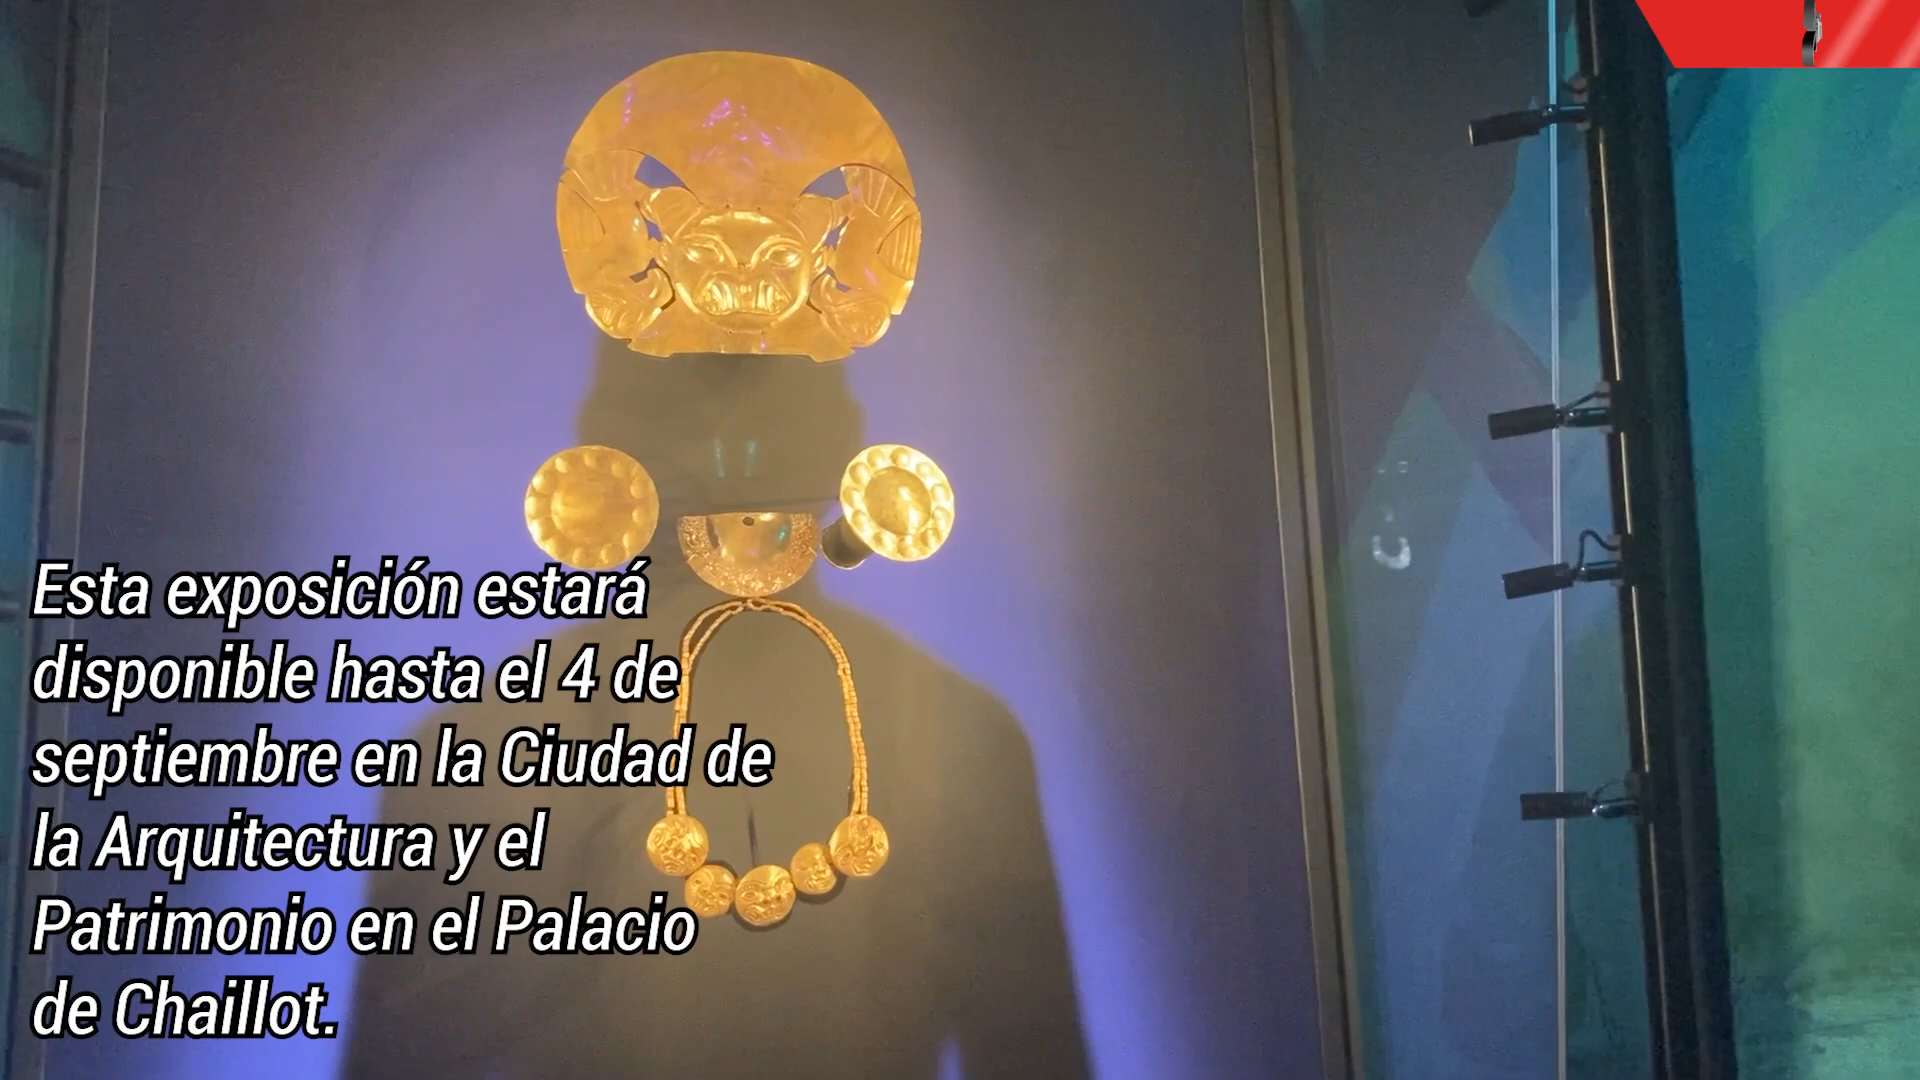 Esta exposición estará
disponible hasta el 4 de
septiembre en la Ciudad de
la Arquitectura y el
Patrimonio en el Palacio
de Chaillot.